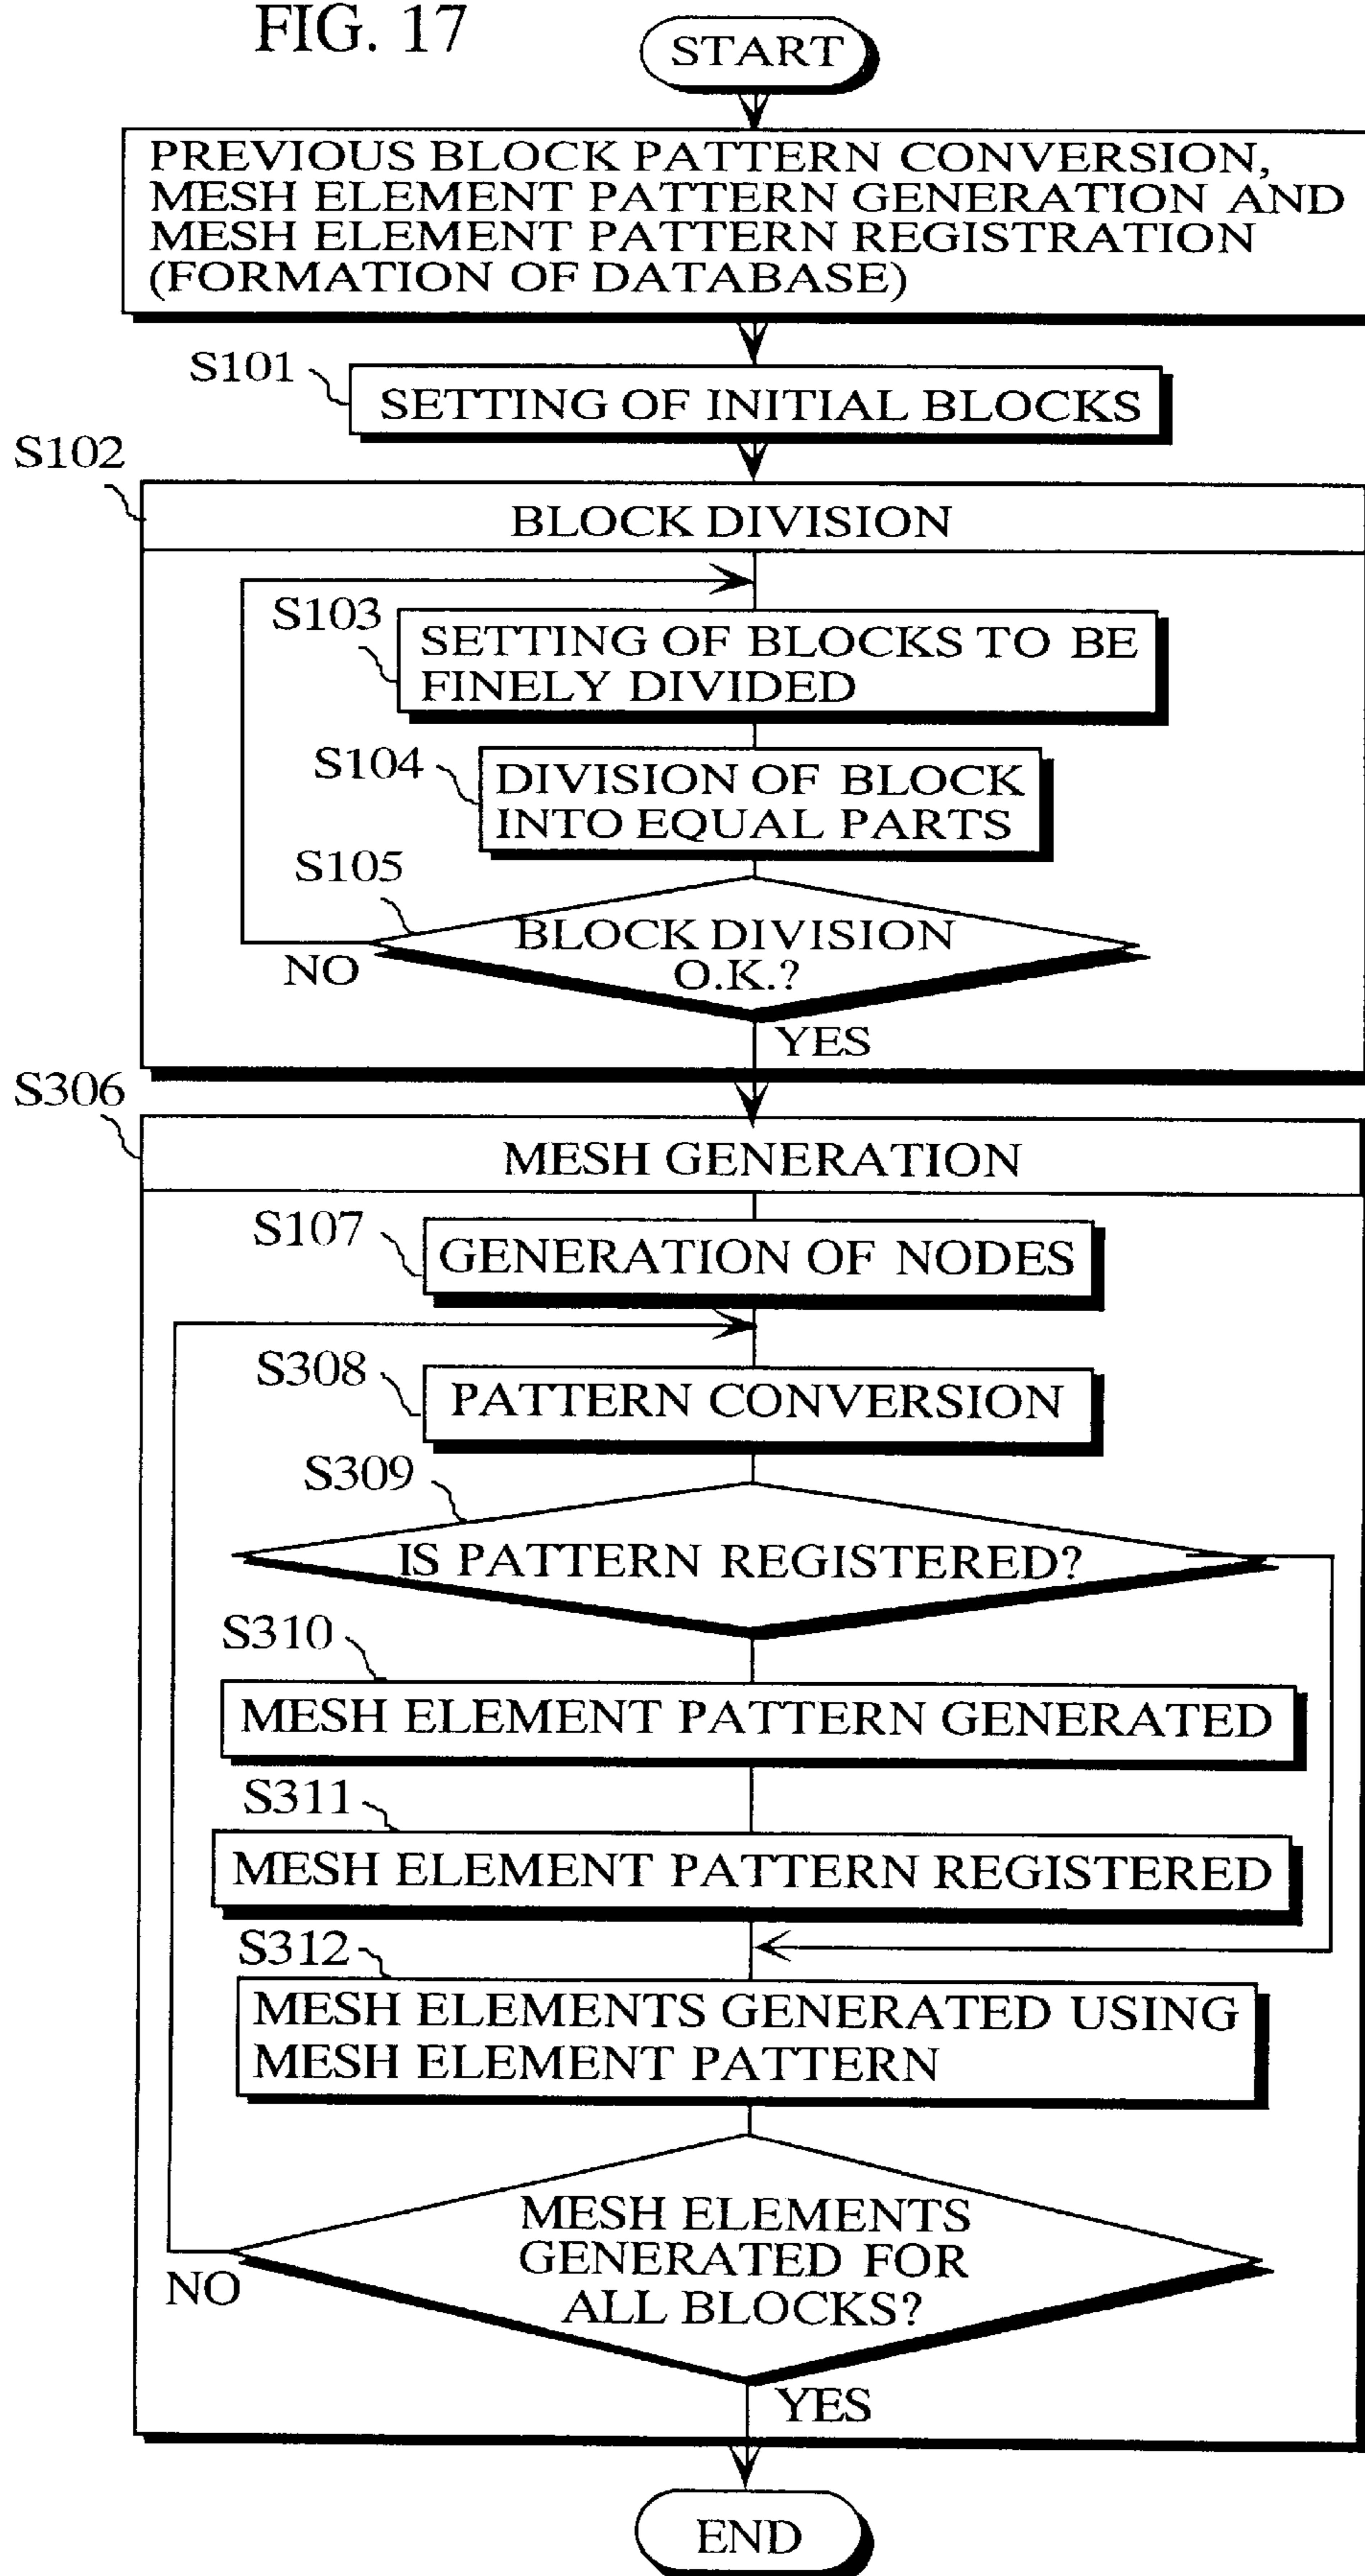 FIG. 17
START
PREVIOUS BLOCK PATTERN CONVERSION,
MESH ELEMENT PATTERN GENERATION AND
MESH ELEMENT PATTERN REGISTRATION
(FORMATION OF DATABASE)
S101
SETTING OF INITIAL BLOCKS
S102
BLOCK DIVISION
S103
SETTING OF BLOCKS TO BE
FINELY DIVIDED
S104
DIVISION OF BLOCK
INTO EQUAL PARTS
S105
BLOCK DIVISION
O.K.?
NO
YES
S306
MESH GENERATION
S107
GENERATION OF NODES
S308
PATTERN CONVERSION
S309
IS PATTERN REGISTERED?
S310
MESH ELEMENT PATTERN GENERATED
S311
MESH ELEMENT PATTERN REGISTERED
S312
MESH ELEMENTS GENERATED USING
MESH ELEMENT PATTERN
MESH ELEMENTS
GENERATED FOR
ALL BLOCKS?
NO
YES
END